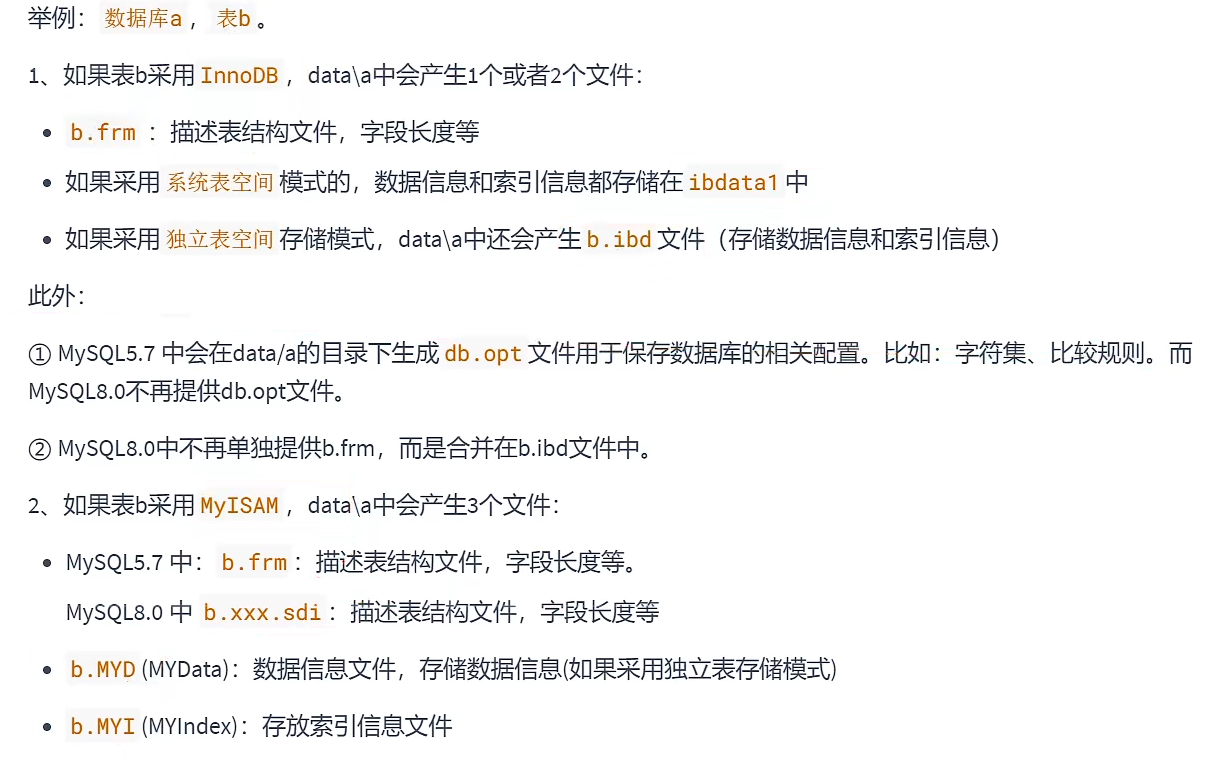 举例：数据库a ，表b 。
1、如果表b采用 InnoDB ，data\a中会产生1个或者2个文件：
• b.frm ：描述表结构文件，字段长度等
• 如果采用 系统表空间 模式的，数据信息和索引信息都存储在 ibdata1 中
• 如果采用 独立表空间 存储模式，data\a中还会产生 b.ibd 文件（存储数据信息和索引信息）
此外：
① MySQL5.7 中会在data/a的目录下生成 db.opt 文件用于保存数据库的相关配置。比如：字符集、比较规则。而
MySQL8.0不再提供db.opt文件。
② MySQL8.0中不再单独提供b.frm，而是合并在b.ibd文件中。
2、如果表b采用 MyISAM ，data\a中会产生3个文件：
• MySQL5.7 中： b.frm ：描述表结构文件，字段长度等。
MySQL8.0 中 b.xxx.sdi ：描述表结构文件，字段长度等
• b.MYD (MYData)：数据信息文件，存储数据信息(如果采用独立表存储模式)
• b.MYI (MYIndex)：存放索引信息文件